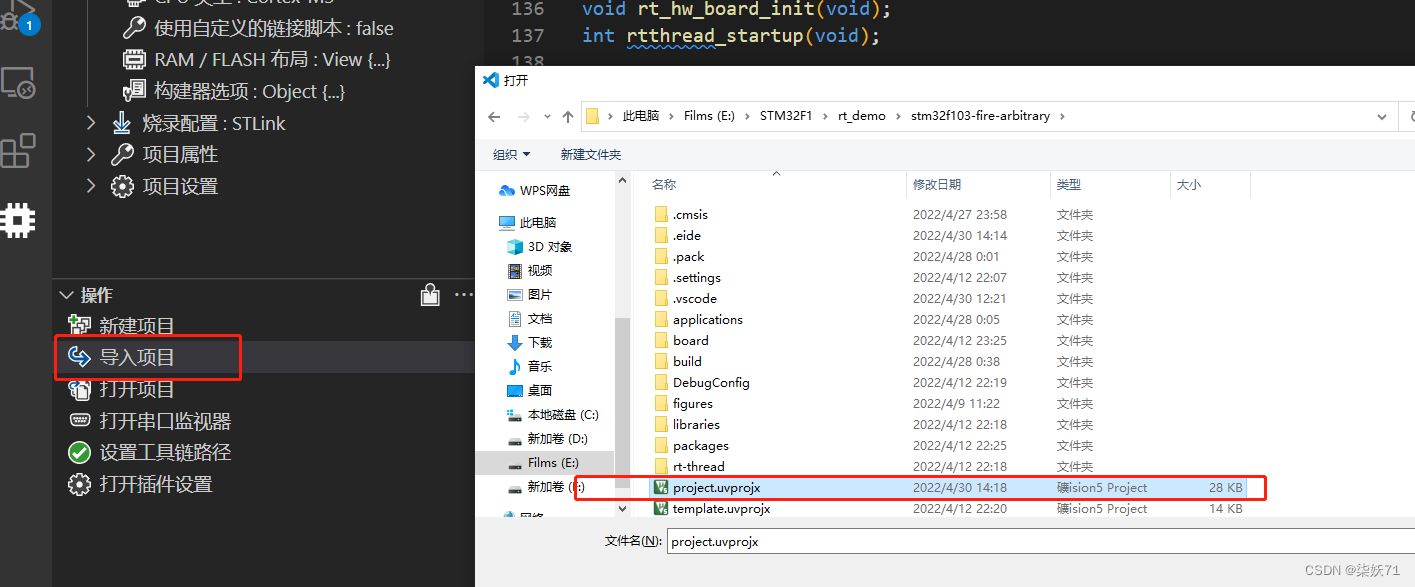 1
CPU 类型 : Cortex-M3
使用自定义的链接脚本 : false
RAM / FLASH 布局 : View {...}
构建器选项 : Object {...}
烧录配置 : STLink
项目属性
项目设置
操作
新建项目
导入项目
打开项目
打开串口监视器
设置工具链路径
打开插件设置
136 void rt_hw_board_init(void);
137 int rtthread_startup(void);
138
打开
此电脑 › Films (E:) › STM32F1 › rt_demo › stm32f103-fire-arbitrary ›
组织 新建文件夹
WPS网盘
此电脑
3D 对象
视频
图片
文档
下载
音乐
桌面
本地磁盘 (C:)
新加卷 (D:)
Films (E:)
新加卷 (F:)
网络
名称 修改日期 类型 大小
.cmsis 2022/4/27 23:58 文件夹
.eide 2022/4/30 14:14 文件夹
.pack 2022/4/28 0:01 文件夹
.settings 2022/4/12 22:07 文件夹
.vscode 2022/4/30 12:21 文件夹
applications 2022/4/28 0:05 文件夹
board 2022/4/12 23:25 文件夹
build 2022/4/28 0:38 文件夹
DebugConfig 2022/4/12 22:19 文件夹
figures 2022/4/9 11:22 文件夹
libraries 2022/4/12 22:18 文件夹
packages 2022/4/12 22:25 文件夹
rt-thread 2022/4/12 22:18 文件夹
project.uvprojx 2022/4/30 14:18 礦ision5 Project 28 KB
template.uvprojx 2022/4/12 22:20 礦ision5 Project 14 KB
文件名(N): project.uvprojx
CSDN @柒妖71